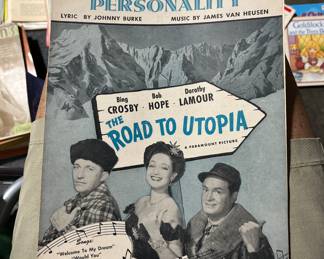 PERSONALITY
LYRIC BY JOHNNY BURKE MUSIC BY JAMES VAN HEUSEN
Bing Bob Dorothy
CROSBY · HOPE · LAMOUR
THE
ROAD TO UTOPIA
A PARAMOUNT PICTURE
Songs:
"Welcome To My Dream"
"Would You"
Goldilocks